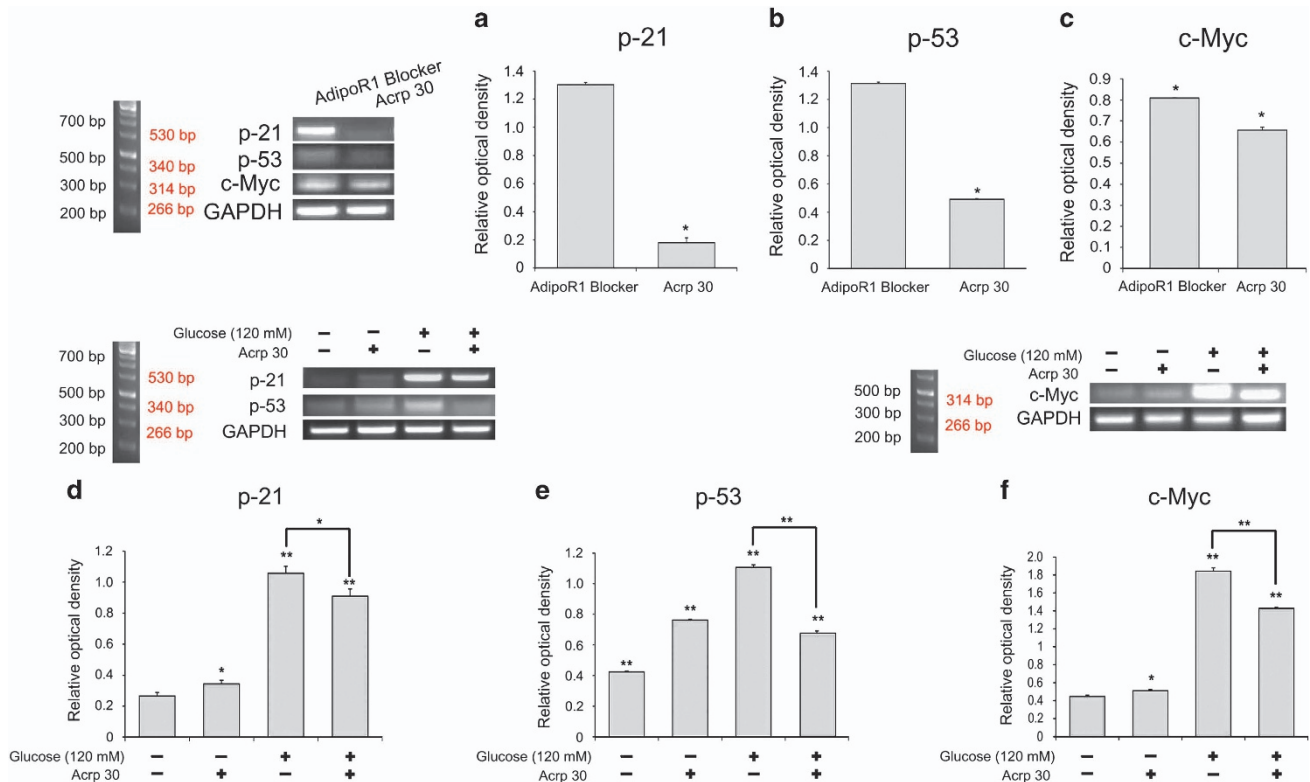 a
p-21
b
p-53
c
c-Myc
AdipoR1 Blocker
Acrp 30
700 bp
500 bp
300 bp
200 bp
530 bp
340 bp
314 bp
266 bp
p-21
p-53
c-Myc
GAPDH
Relative optical density
1.4
1.2
1.0
0.8
0.6
0.4
0.2
0
*
AdipoR1 Blocker Acrp 30
Relative optical density
1.4
1.2
1.0
0.8
0.6
0.4
0.2
0
*
AdipoR1 Blocker Acrp 30
Relative optical density
0.9
0.8
0.7
0.6
0.5
0.4
0.3
0.2
0.1
0
* *
AdipoR1 Blocker Acrp 30
Glucose (120 mM) − − + +
Acrp 30 − + − +
700 bp
500 bp
300 bp
200 bp
530 bp
340 bp
266 bp
p-21
p-53
GAPDH
Glucose (120 mM) − − + +
Acrp 30 − + − +
500 bp
300 bp
200 bp
314 bp
266 bp
c-Myc
GAPDH
d
p-21
Relative optical density
1.2
1.0
0.8
0.6
0.4
0.2
0
*
* ** **
Glucose (120 mM) − − + +
Acrp 30 − + − +
e
p-53
Relative optical density
1.2
1.0
0.8
0.6
0.4
0.2
0
**
** ** ** **
Glucose (120 mM) − − + +
Acrp 30 − + − +
f
c-Myc
Relative optical density
2.0
1.8
1.6
1.4
1.2
1.0
0.8
0.6
0.4
0.2
0
**
* ** **
Glucose (120 mM) − − + +
Acrp 30 − + − +